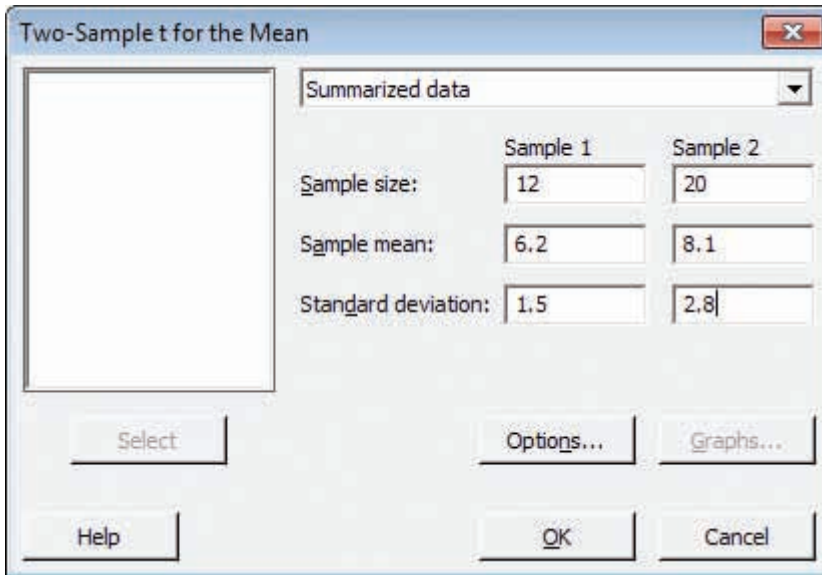 Two-Sample t for the Mean
Summarized data
Sample 1 Sample 2
Sample size: 12 20
Sample mean: 6.2 8.1
Standard deviation: 1.5 2.8
Select Options... Graphs...
Help OK Cancel